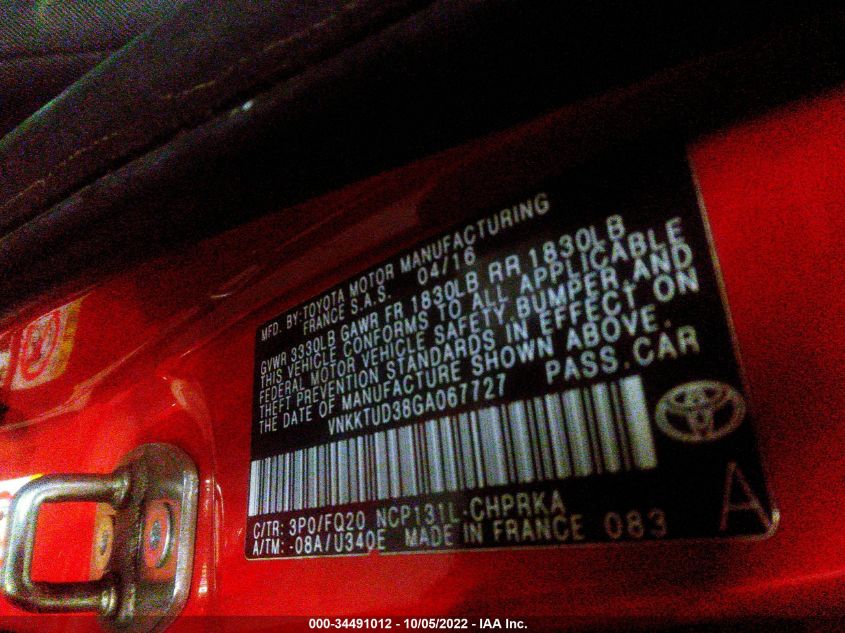 MFD. BY:TOYOTA MOTOR MANUFACTURING
FRANCE S.A.S. 04/16
GVWR 3330LB GAWR FR 1830LB RR 1830LB
THIS VEHICLE CONFORMS TO ALL APPLICABLE
FEDERAL MOTOR VEHICLE SAFETY, BUMPER, AND
THEFT PREVENTION STANDARDS IN EFFECT ON
THE DATE OF MANUFACTURE SHOWN ABOVE.
VNKKTUD38GA067727 PASS.CAR
C/TR: 3P0/FQ20 NCP131L-CHPRKA
A/TM: -08A/U340E MADE IN FRANCE 083
A
000-34491012 - 10/05/2022 - IAA Inc.